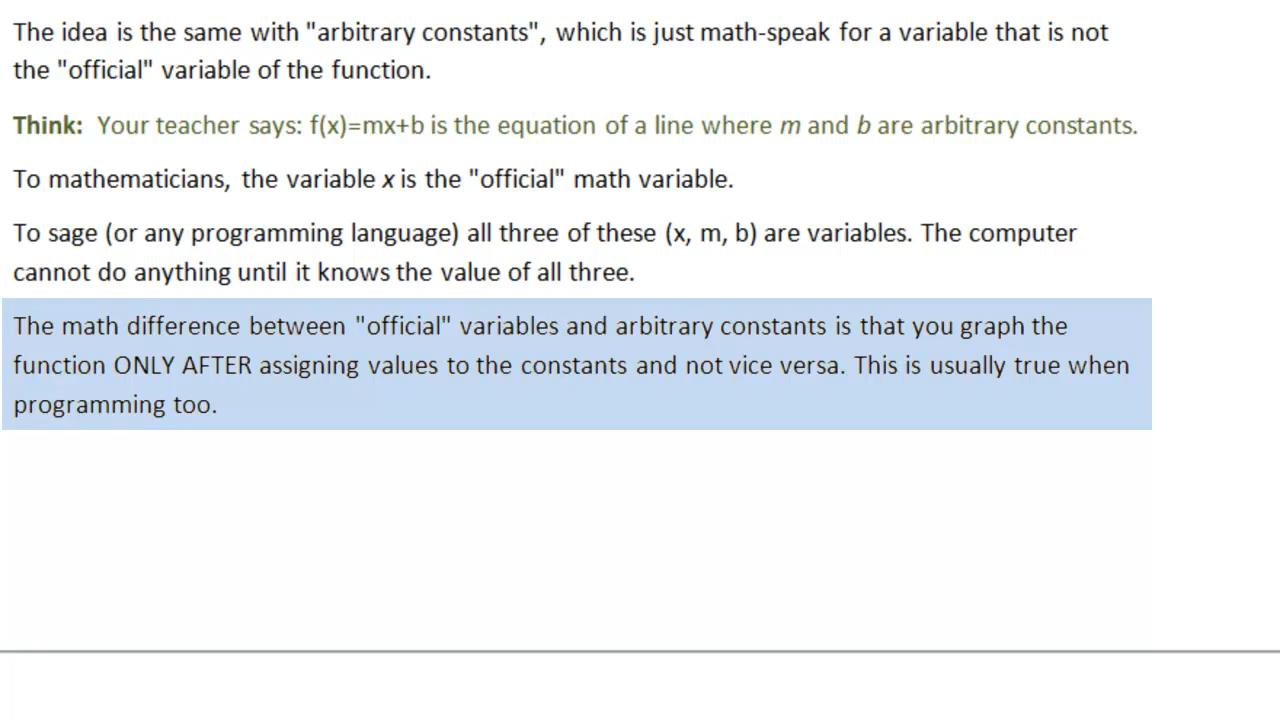 The idea is the same with "arbitrary constants", which is just math-speak for a variable that is not
the "official" variable of the function.
Think: Your teacher says: f(x)=mx+b is the equation of a line where m and b are arbitrary constants.
To mathematicians, the variable x is the "official" math variable.
To sage (or any programming language) all three of these (x, m, b) are variables. The computer
cannot do anything until it knows the value of all three.
The math difference between "official" variables and arbitrary constants is that you graph the
function ONLY AFTER assigning values to the constants and not vice versa. This is usually true when
programming too.